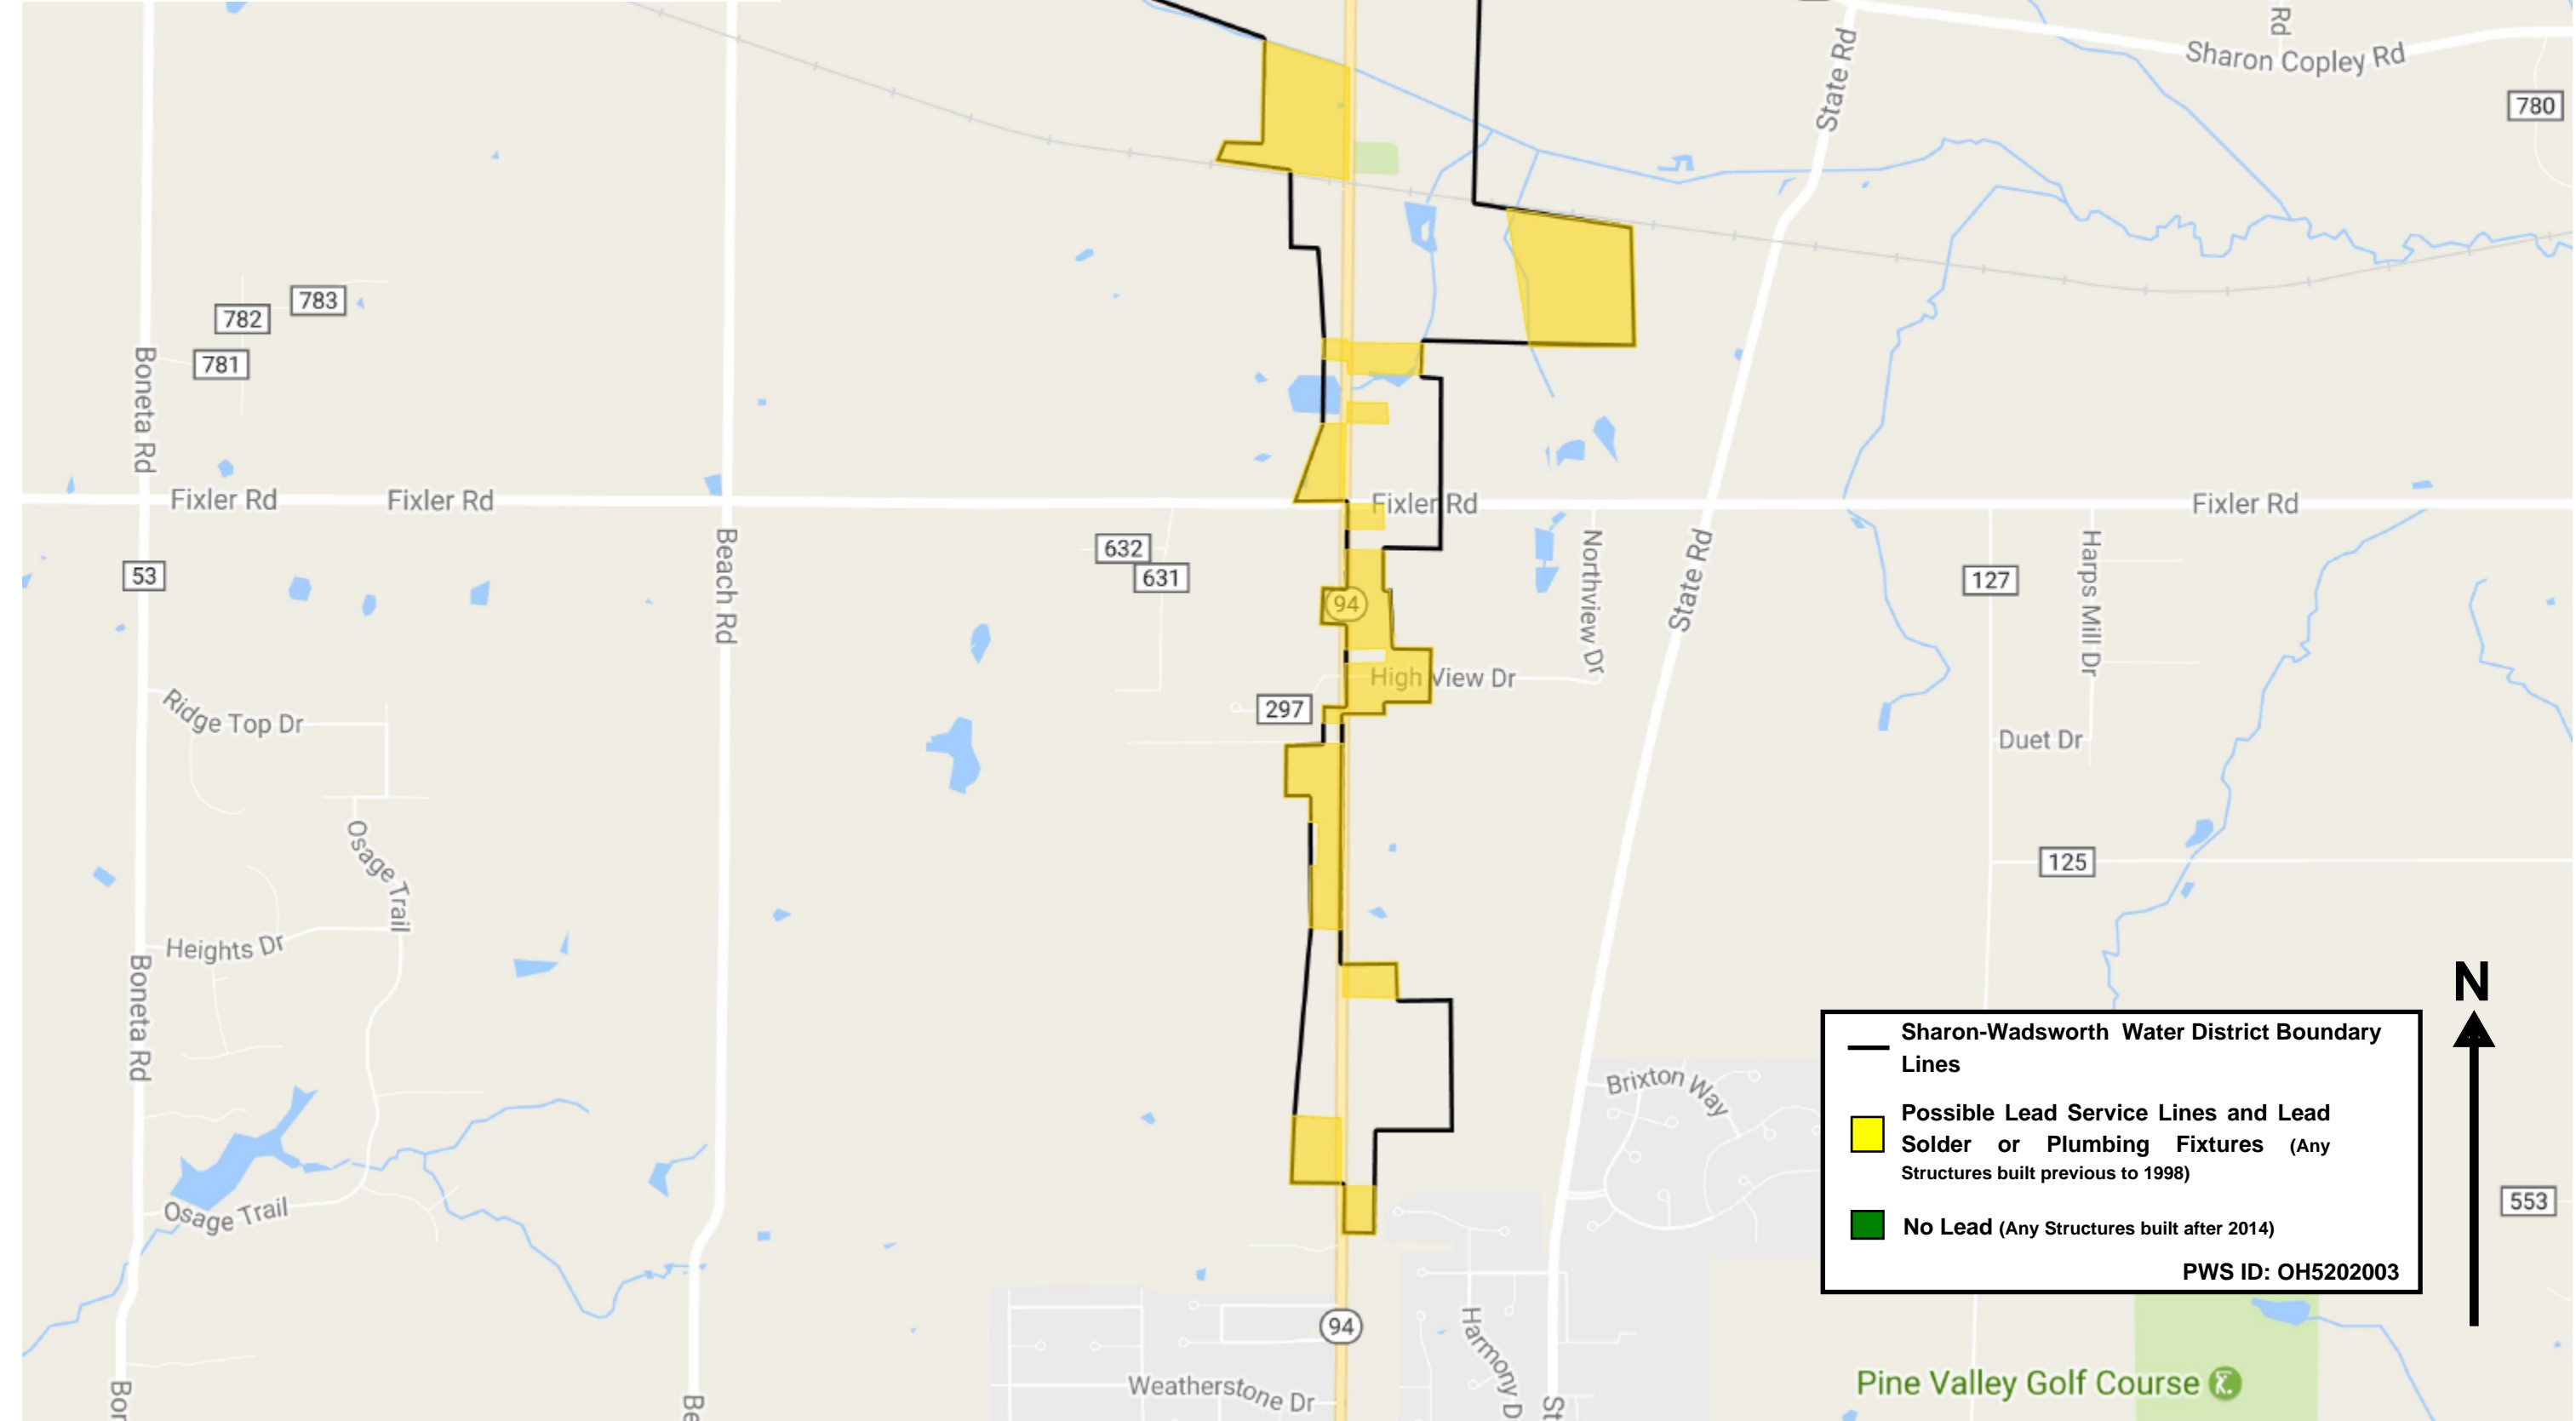 Rd
Sharon Copley Rd
State Rd
780
783
782
781
Boneta Rd
Fixler Rd
Fixler Rd
Fixler Rd
Fixler Rd
53
Beach Rd
632
631
94
Northview Dr
State Rd
127
Harps Mill Dr
High View Dr
297
Ridge Top Dr
Duet Dr
Osage Trail
125
Heights Dr
Boneta Rd
N
Sharon-Wadsworth Water District Boundary
Lines
Brixton Way
Possible Lead Service Lines and Lead
Solder or Plumbing Fixtures (Any
Structures built previous to 1998)
Osage Trail
553
No Lead (Any Structures built after 2014)
PWS ID: OH5202003
94
Harmony D
Weatherstone Dr
Pine Valley Golf Course
Bor
Be
St